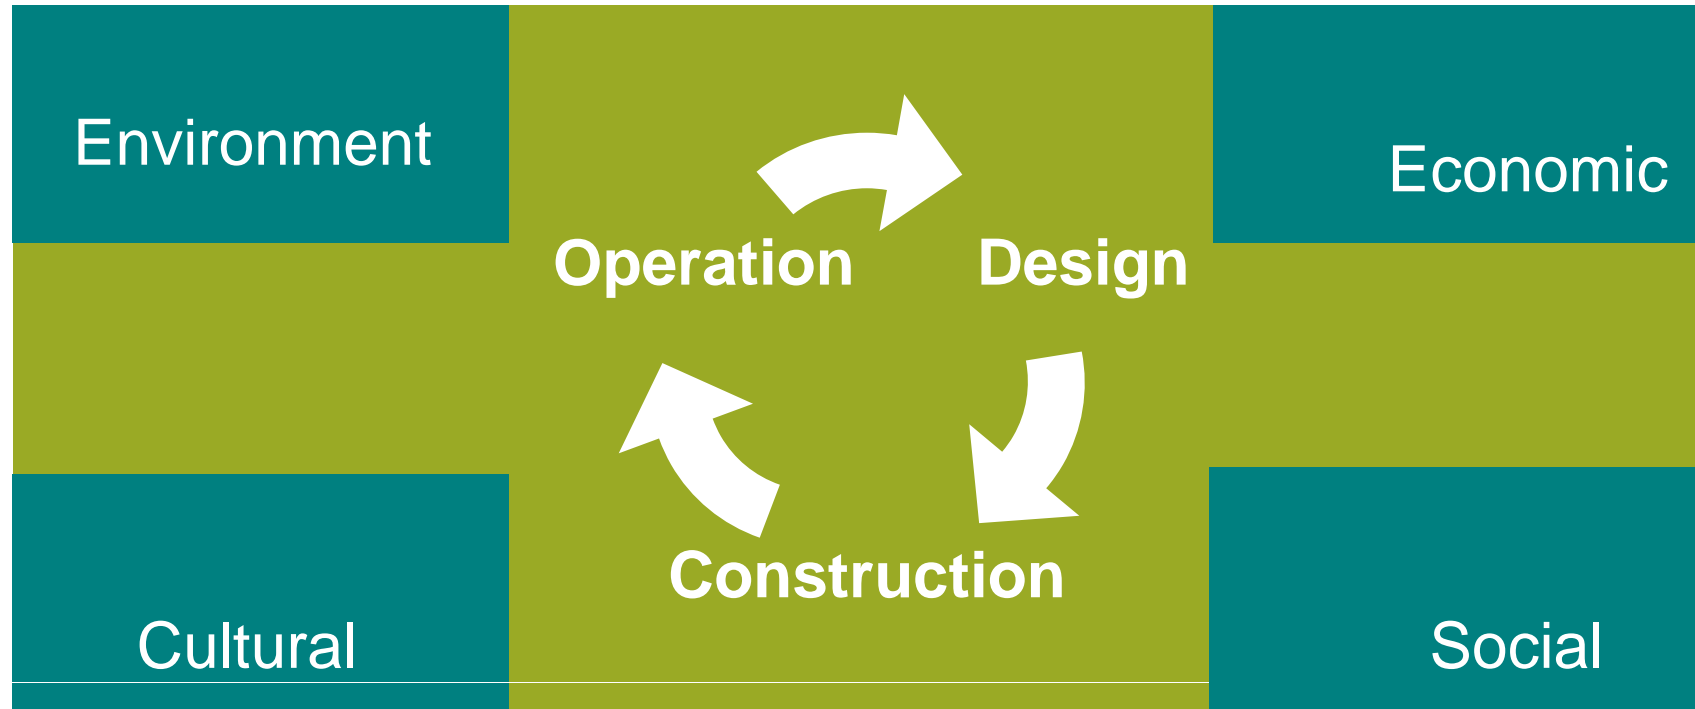 Environment
Economic
Operation
Design
Construction
Cultural
Social